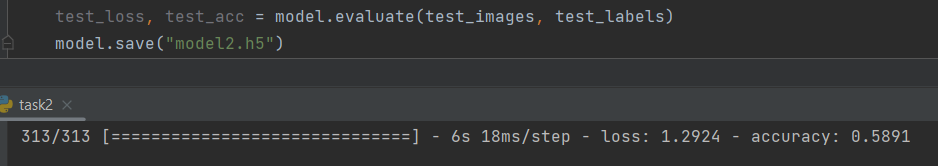 test_loss, test_acc = model.evaluate(test_images, test_labels)
model.save("model2.h5")
task2 ×
313/313 [==============================] - 6s 18ms/step - loss: 1.2924 - accuracy: 0.5891